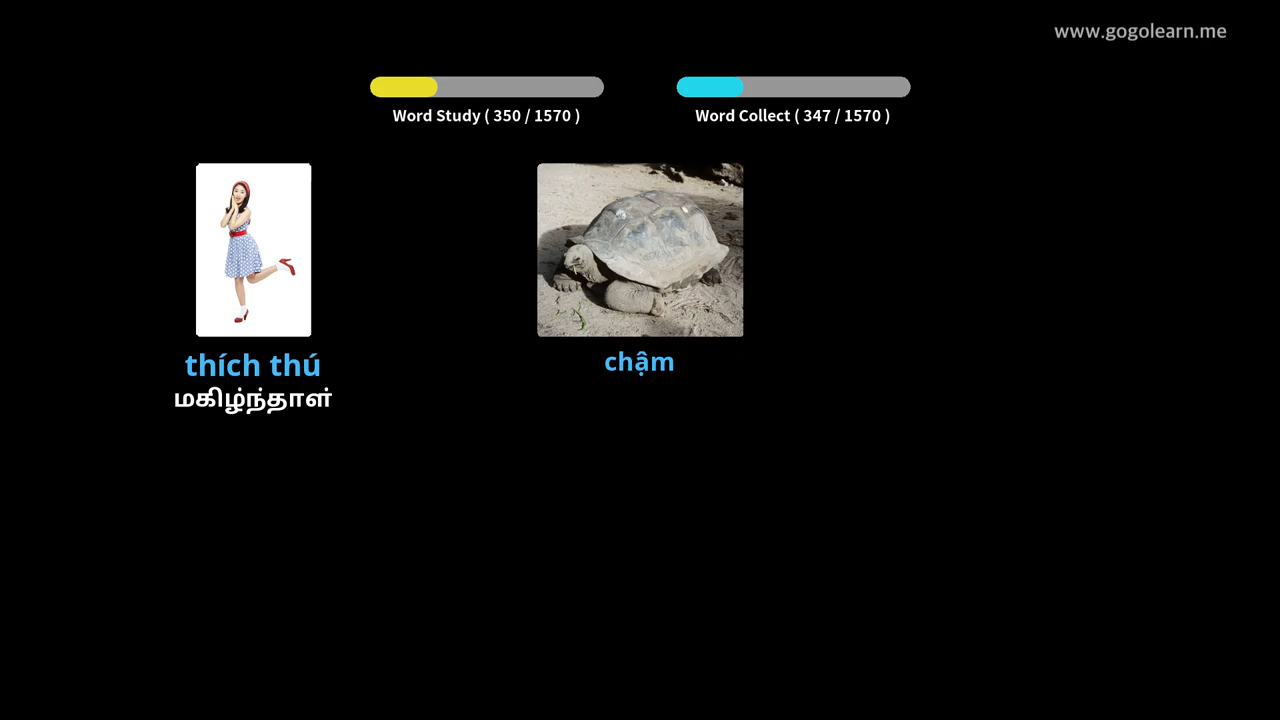 www.gogolearn.me
Word Study ( 350 / 1570 )
Word Collect ( 347 / 1570 )
thích thú
மகிழ்ந்தாள்
chậm